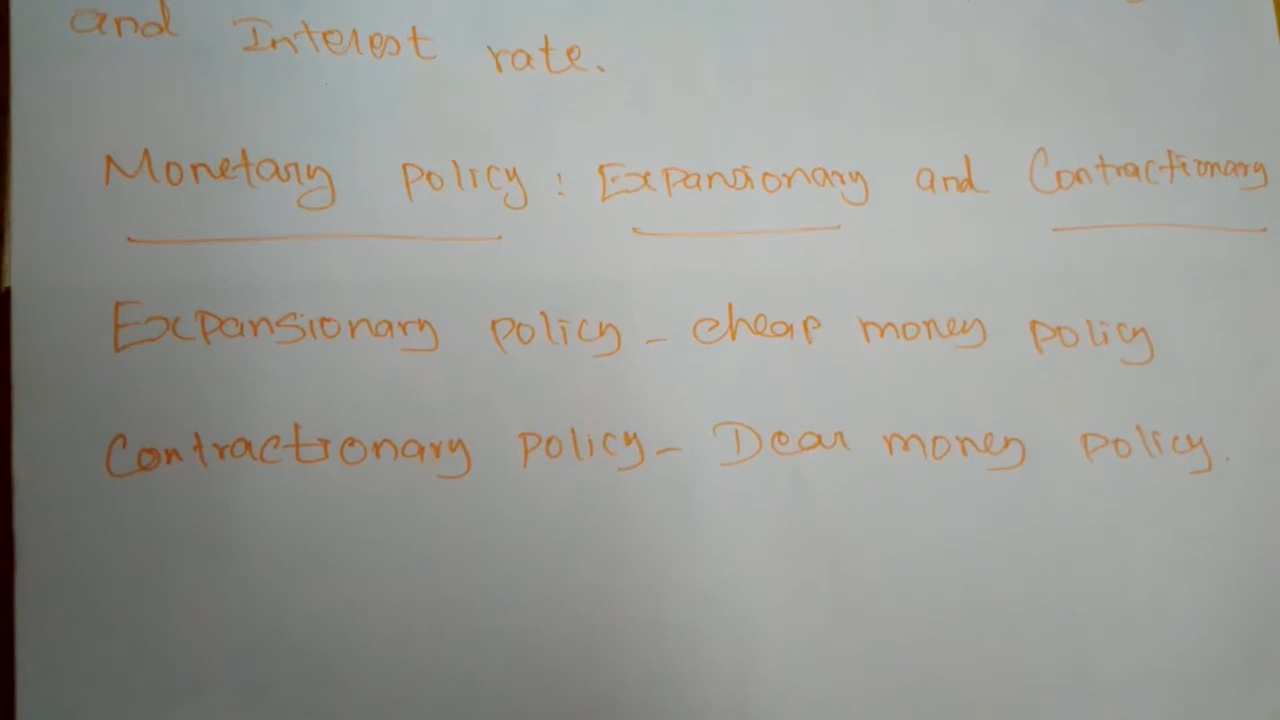 and Interest rate.
Monetary policy : Expansionary and Contractionary
Expansionary policy - cheap money policy
Contractionary policy - Dear money policy.